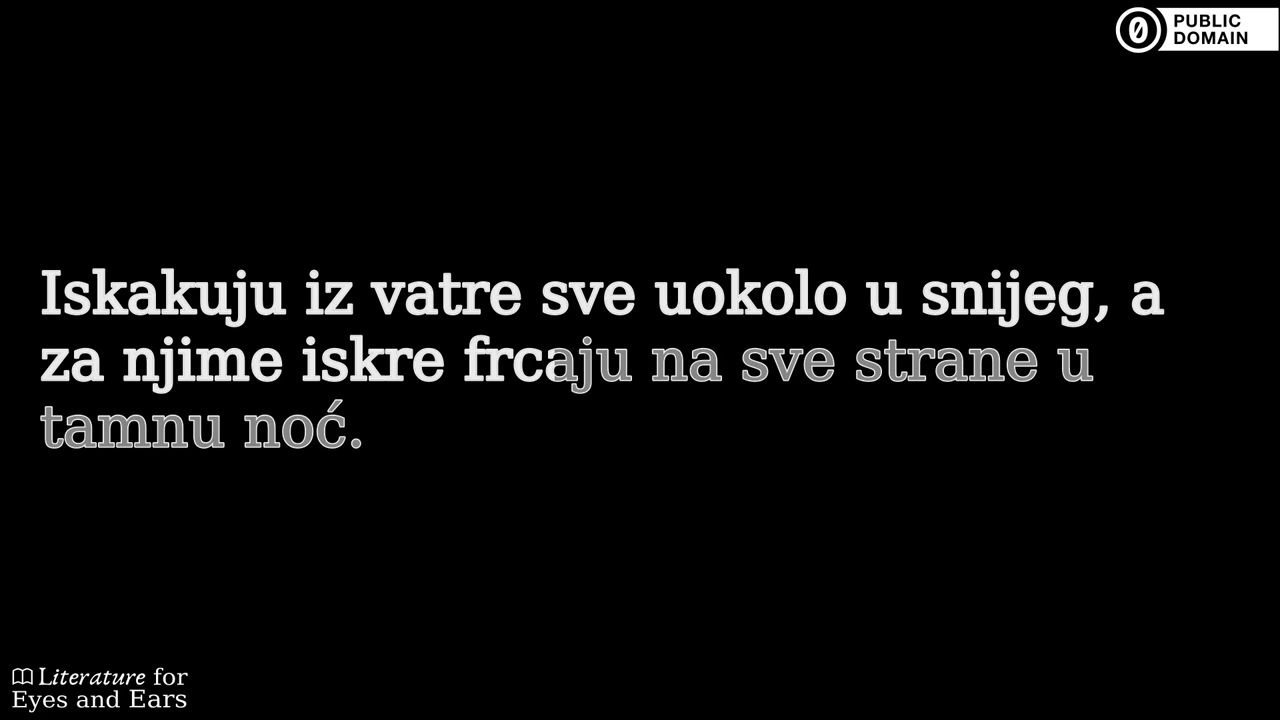 PUBLIC
DOMAIN
Iskakuju iz vatre sve uokolo u snijeg, a
za njime iskre frcaju na sve strane u
tamnu noć.
Literature for
Eyes and Ears